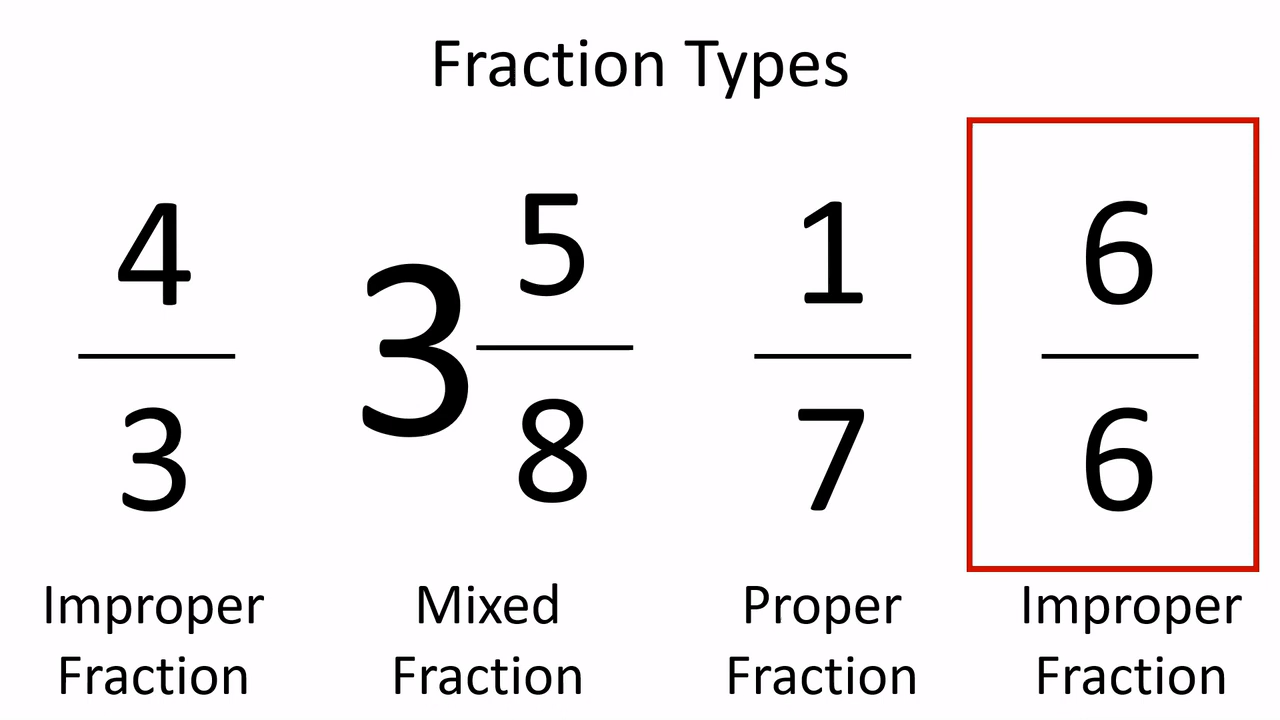 Fraction Types
4
3
3 5
8
1
7
6
6
Improper
Fraction
Mixed
Fraction
Proper
Fraction
Improper
Fraction